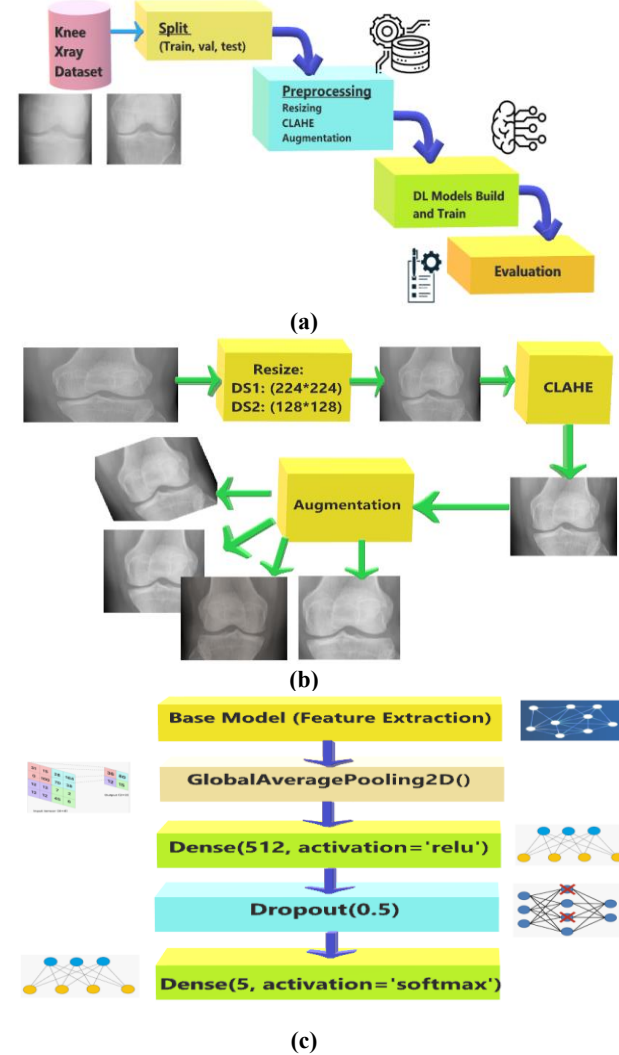 Knee
Xray
Dataset
Split
(Train, val, test)
Preprocessing
Resizing
CLAHE
Augmentation
DL Models Build
and Train
Evaluation
(a)
Resize:
DS1: (224*224)
DS2: (128*128)
CLAHE
Augmentation
(b)
Base Model (Feature Extraction)
GlobalAveragePooling2D()
Dense(512, activation='relu')
Dropout(0.5)
Dense(5, activation='softmax')
(c)